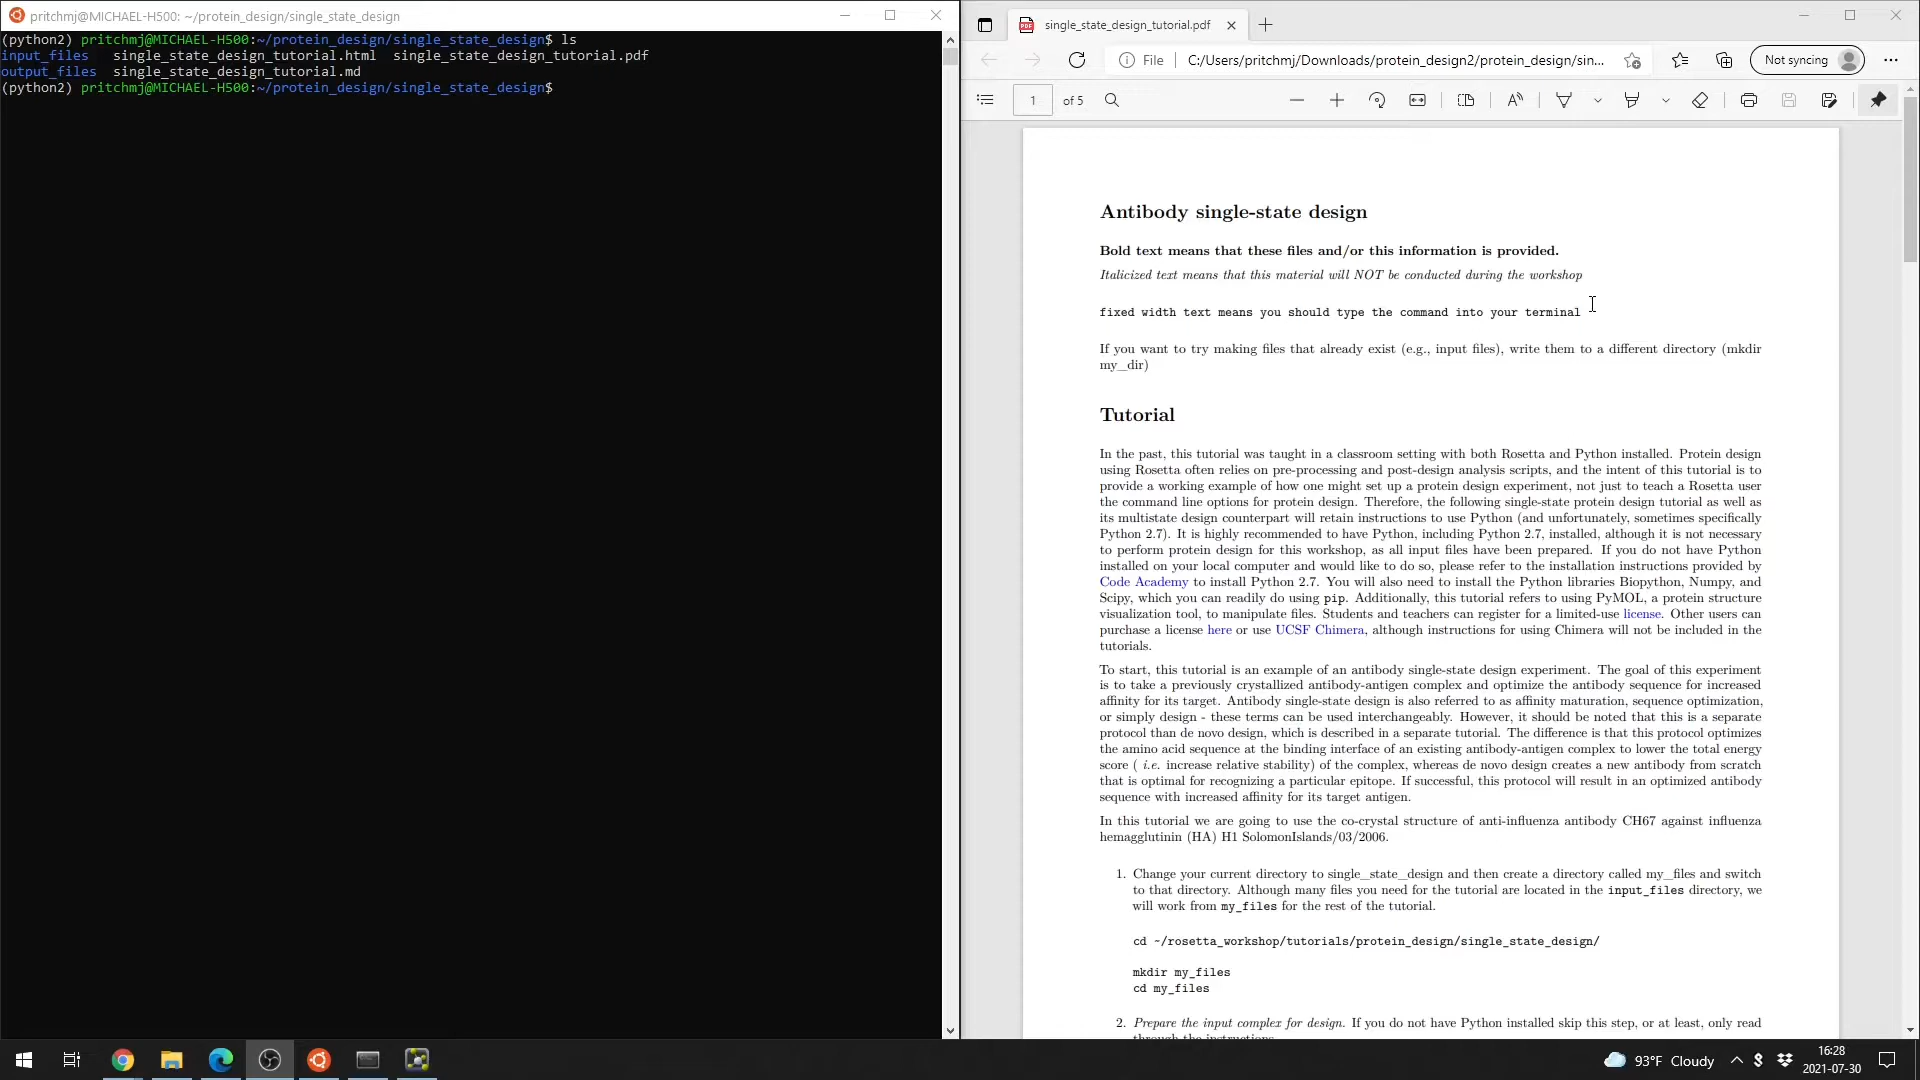 pritchmj@MICHAEL-H500: ~/protein_design/single_state_design
(python2) pritchmj@MICHAEL-H500:~/protein_design/single_state_design$ ls
input_files   single_state_design_tutorial.html  single_state_design_tutorial.pdf
output_files  single_state_design_tutorial.md
(python2) pritchmj@MICHAEL-H500:~/protein_design/single_state_design$
single_state_design_tutorial.pdf
File
C:/Users/pritchmj/Downloads/protein_design2/protein_design/sin...
Not syncing
1 of 5
Antibody single-state design
Bold text means that these files and/or this information is provided.
Italicized text means that this material will NOT be conducted during the workshop
fixed width text means you should type the command into your terminal
If you want to try making files that already exist (e.g., input files), write them to a different directory (mkdir
my_dir)
Tutorial
In the past, this tutorial was taught in a classroom setting with both Rosetta and Python installed. Protein design
using Rosetta often relies on pre-processing and post-design analysis scripts, and the intent of this tutorial is to
provide a working example of how one might set up a protein design experiment, not just to teach a Rosetta user
the command line options for protein design. Therefore, the following single-state protein design tutorial as well as
its multistate design counterpart will retain instructions to use Python (and unfortunately, sometimes specifically
Python 2.7). It is highly recommended to have Python, including Python 2.7, installed, although it is not necessary
to perform protein design for this workshop, as all input files have been prepared. If you do not have Python
installed on your local computer and would like to do so, please refer to the installation instructions provided by
Code Academy to install Python 2.7. You will also need to install the Python libraries Biopython, Numpy, and
Scipy, which you can readily do using pip. Additionally, this tutorial refers to using PyMOL, a protein structure
visualization tool, to manipulate files. Students and teachers can register for a limited-use license. Other users can
purchase a license here or use UCSF Chimera, although instructions for using Chimera will not be included in the
tutorials.
To start, this tutorial is an example of an antibody single-state design experiment. The goal of this experiment
is to take a previously crystallized antibody-antigen complex and optimize the antibody sequence for increased
affinity for its target. Antibody single-state design is also referred to as affinity maturation, sequence optimization,
or simply design - these terms can be used interchangeably. However, it should be noted that this is a separate
protocol than de novo design, which is described in a separate tutorial. The difference is that this protocol optimizes
the amino acid sequence at the binding interface of an existing antibody-antigen complex to lower the total energy
score ( i.e. increase relative stability) of the complex, whereas de novo design creates a new antibody from scratch
that is optimal for recognizing a particular epitope. If successful, this protocol will result in an optimized antibody
sequence with increased affinity for its target antigen.
In this tutorial we are going to use the co-crystal structure of anti-influenza antibody CH67 against influenza
hemagglutinin (HA) H1 SolomonIslands/03/2006.
1. Change your current directory to single_state_design and then create a directory called my_files and switch
to that directory. Although many files you need for the tutorial are located in the input_files directory, we
will work from my_files for the rest of the tutorial.
cd ~/rosetta_workshop/tutorials/protein_design/single_state_design/
mkdir my_files
cd my_files
2. Prepare the input complex for design. If you do not have Python installed skip this step, or at least, only read
through the instructions.
93°F Cloudy
16:28
2021-07-30